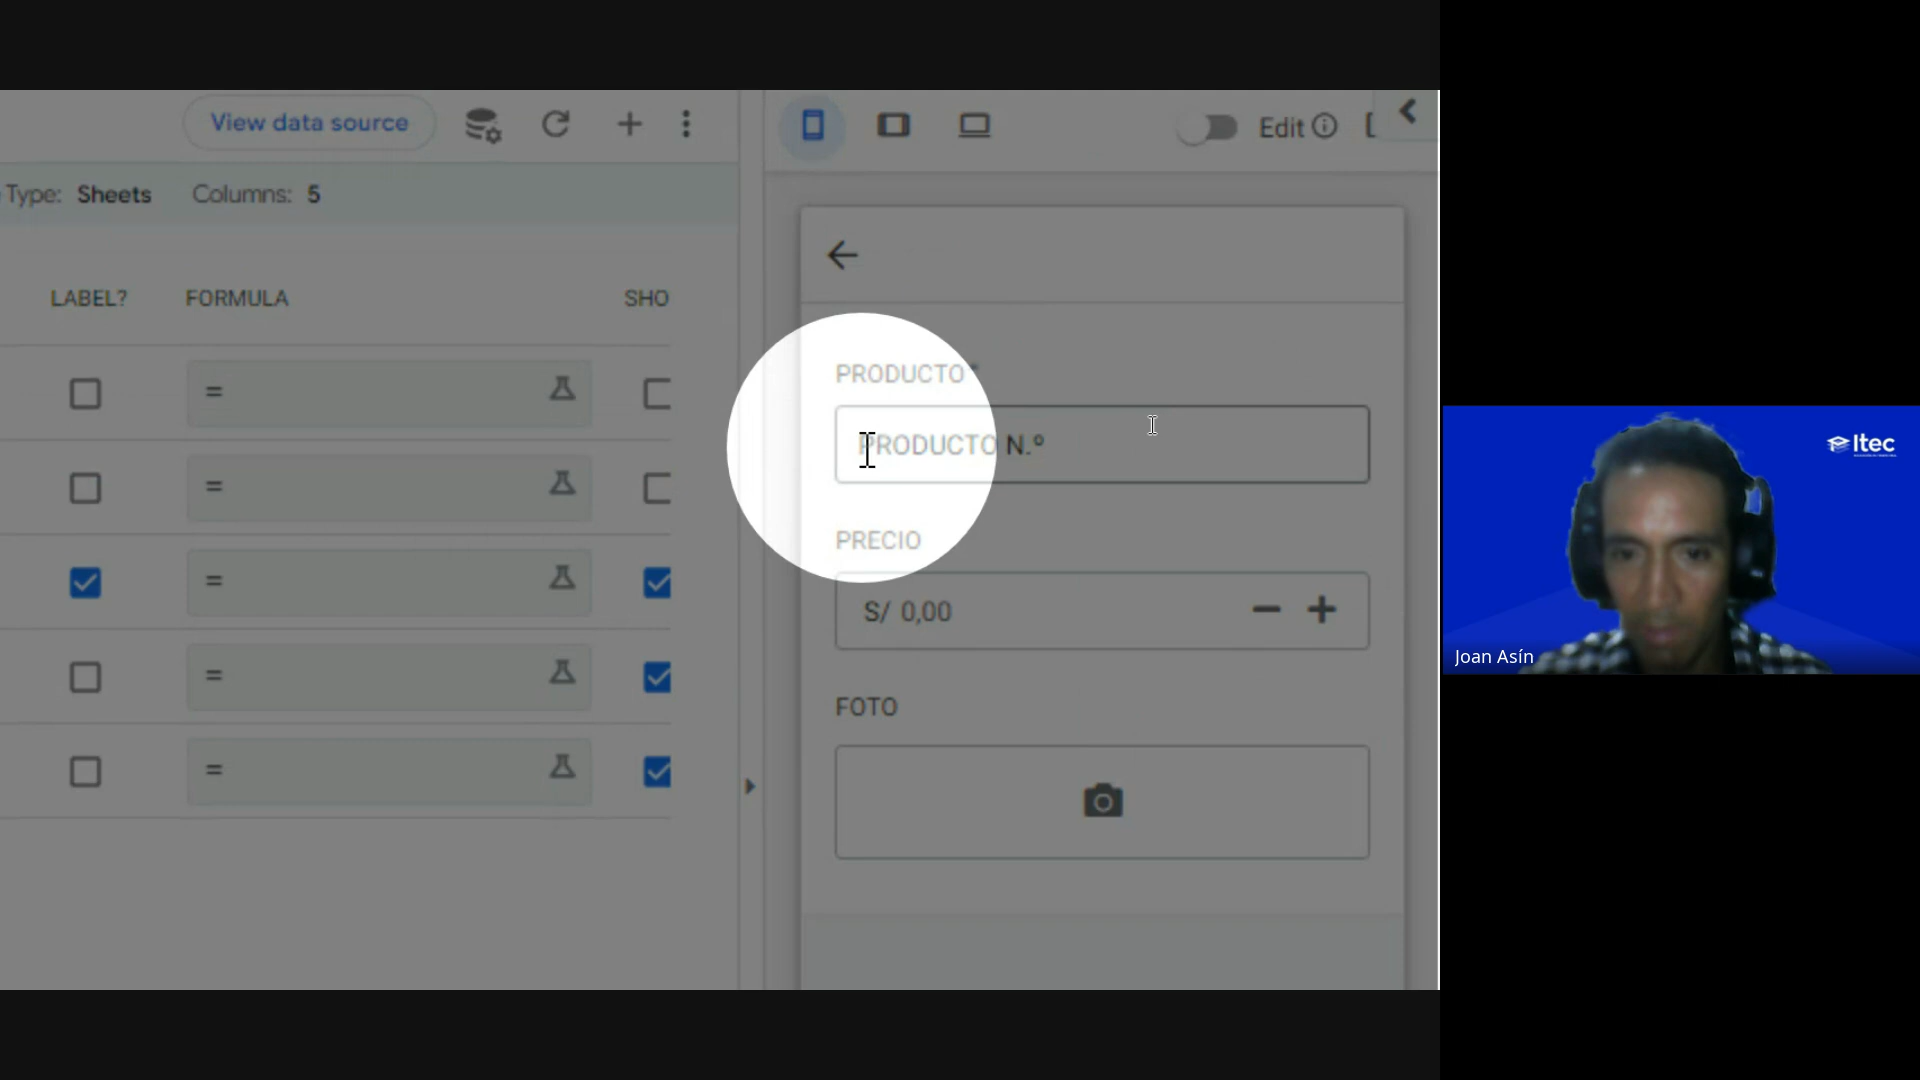 View data source
Edit
Type: Sheets Columns: 5
LABEL? FORMULA SHO
=
=
=
=
=
PRODUCTO*
PRODUCTO N.º
PRECIO
S/ 0,00
FOTO
Itec
Joan Asín